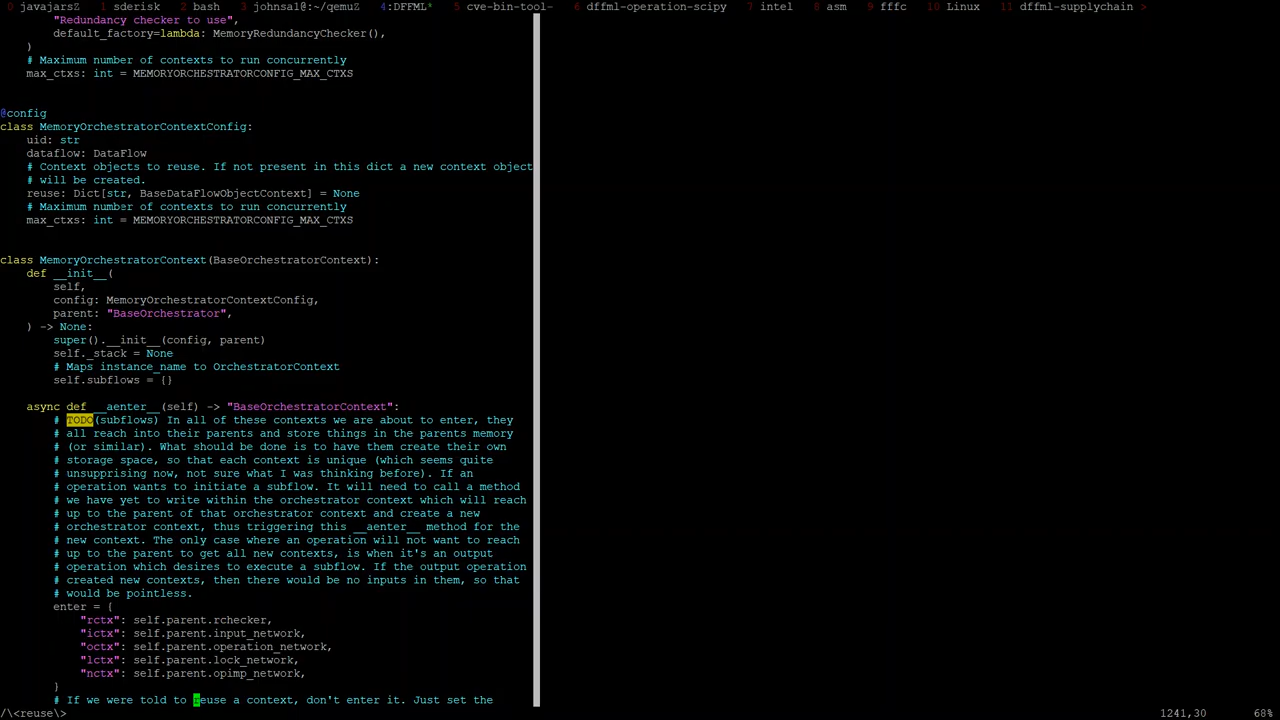 0 javajarsZ  1 sderisk  2 bash  3 johnsal@:~/qemuZ  4:DFFML*  5 cve-bin-tool-  6 dffml-operation-scipy  7 intel  8 asm  9 fffc  10 Linux  11 dffml-supplychain >
"Redundancy checker to use",
default_factory=lambda: MemoryRedundancyChecker(),
)
# Maximum number of contexts to run concurrently
max_ctxs: int = MEMORYORCHESTRATORCONFIG_MAX_CTXS
@config
class MemoryOrchestratorContextConfig:
uid: str
dataflow: DataFlow
# Context objects to reuse. If not present in this dict a new context object
# will be created.
reuse: Dict[str, BaseDataFlowObjectContext] = None
# Maximum number of contexts to run concurrently
max_ctxs: int = MEMORYORCHESTRATORCONFIG_MAX_CTXS
class MemoryOrchestratorContext(BaseOrchestratorContext):
def __init__(
self,
config: MemoryOrchestratorContextConfig,
parent: "BaseOrchestrator",
) -> None:
super().__init__(config, parent)
self._stack = None
# Maps instance_name to OrchestratorContext
self.subflows = {}
async def __aenter__(self) -> "BaseOrchestratorContext":
# TODO(subflows) In all of these contexts we are about to enter, they
# all reach into their parents and store things in the parents memory
# (or similar). What should be done is to have them create their own
# storage space, so that each context is unique (which seems quite
# unsupprising now, not sure what I was thinking before). If an
# operation wants to initiate a subflow. It will need to call a method
# we have yet to write within the orchestrator context which will reach
# up to the parent of that orchestrator context and create a new
# orchestrator context, thus triggering this __aenter__ method for the
# new context. The only case where an operation will not want to reach
# up to the parent to get all new contexts, is when it's an output
# operation which desires to execute a subflow. If the output operation
# created new contexts, then there would be no inputs in them, so that
# would be pointless.
enter = {
"rctx": self.parent.rchecker,
"ictx": self.parent.input_network,
"octx": self.parent.operation_network,
"lctx": self.parent.lock_network,
"nctx": self.parent.opimp_network,
}
# If we were told to reuse a context, don't enter it. Just set the
/\<reuse\>  1241,30  68%